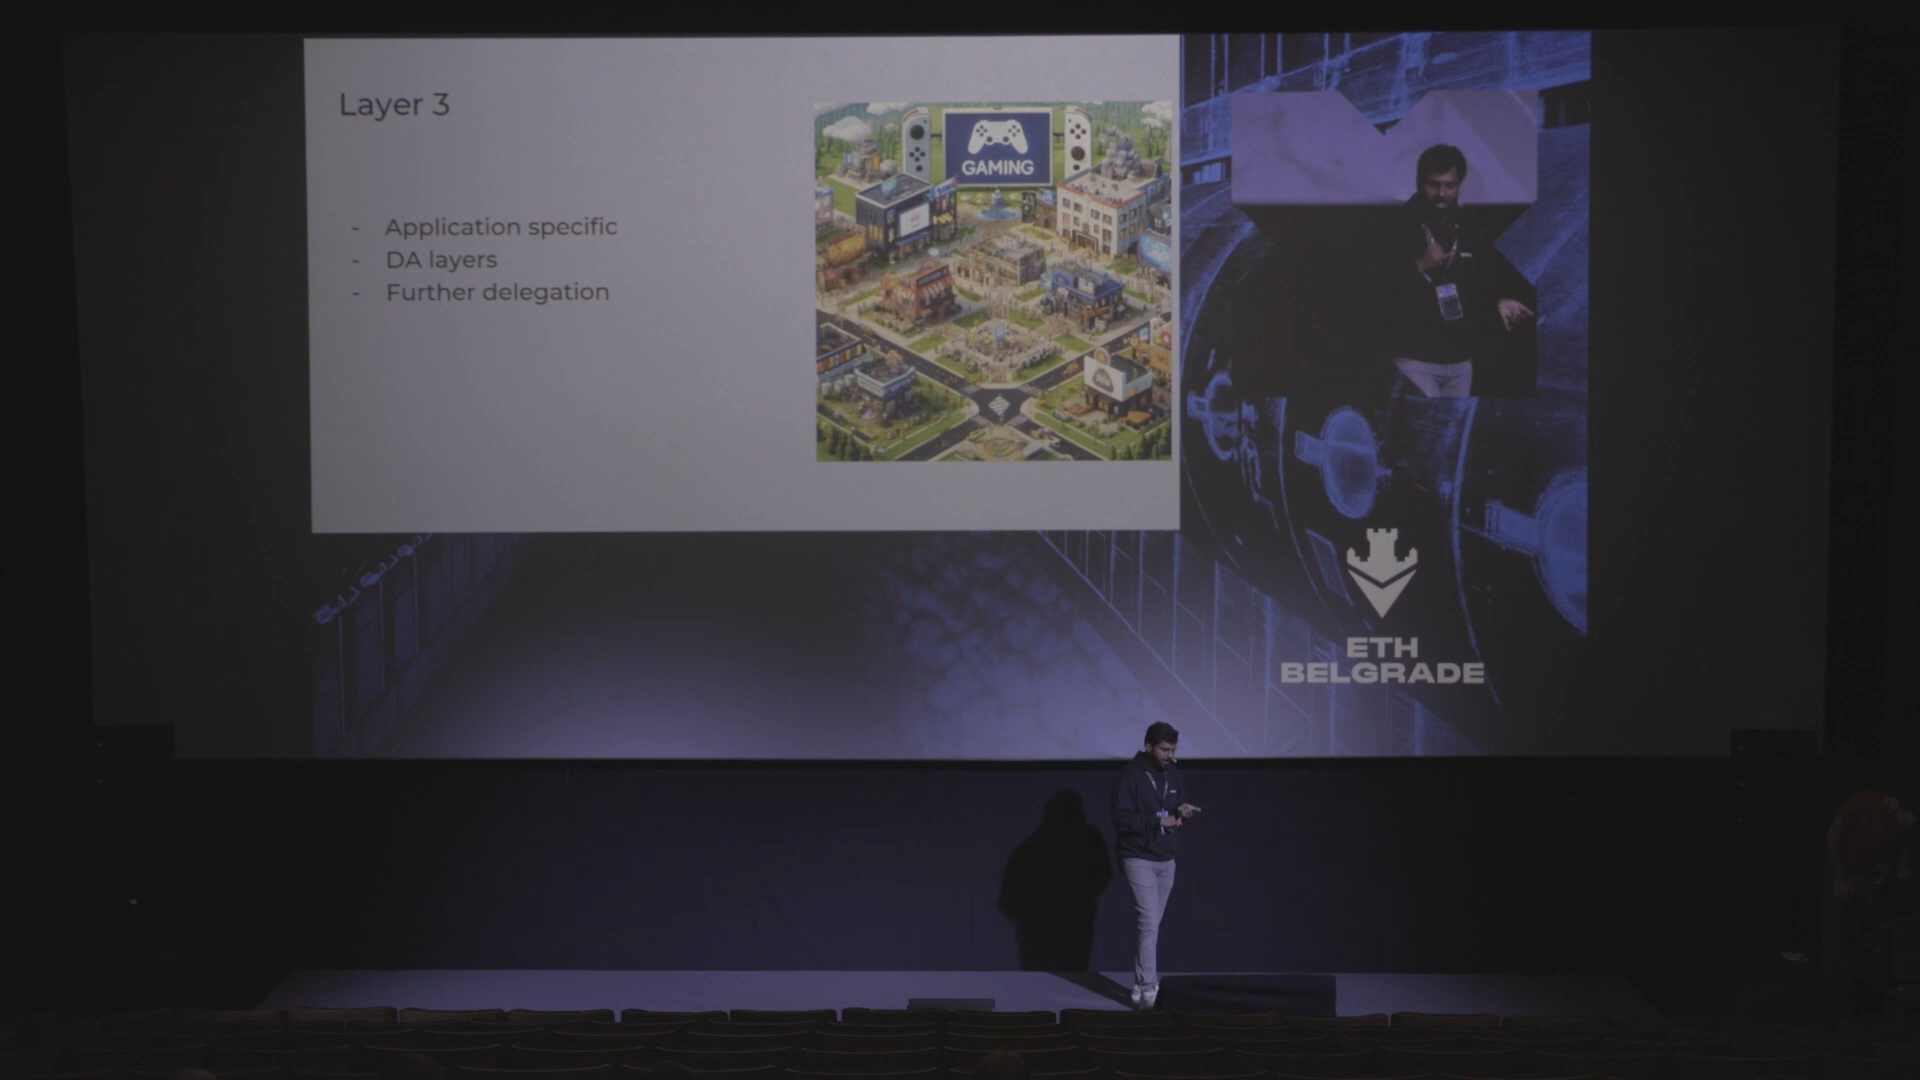 Layer 3
- Application specific
- DA layers
- Further delegation
GAMING
ETH
BELGRADE